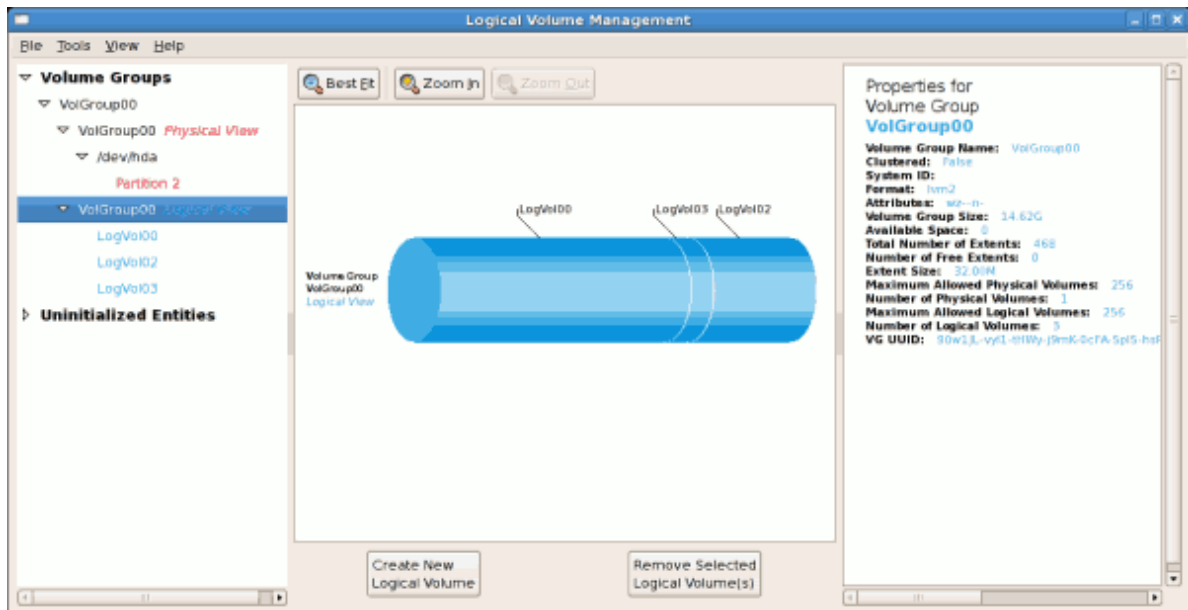 Logical Volume Management
File Tools View Help
Volume Groups
VolGroup00
VolGroup00 Physical View
/dev/hda
Partition 2
VolGroup00 Logical View
LogVol00
LogVol02
LogVol03
Uninitialized Entities
Best Fit Zoom In Zoom Out
LogVol00 LogVol03 LogVol02
Volume Group
VolGroup00
Logical View
Create New
Logical Volume
Remove Selected
Logical Volume(s)
Properties for
Volume Group
VolGroup00
Volume Group Name: VolGroup00
Clustered: False
System ID:
Format: lvm2
Attributes: wz--n-
Volume Group Size: 14.62G
Available Space: 0
Total Number of Extents: 468
Number of Free Extents: 0
Extent Size: 32.00M
Maximum Allowed Physical Volumes: 256
Number of Physical Volumes: 1
Maximum Allowed Logical Volumes: 256
Number of Logical Volumes: 3
VG UUID: